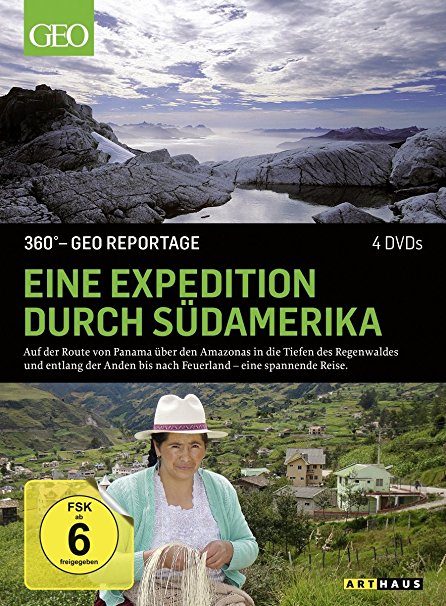 GEO
360°– GEO REPORTAGE
4 DVDs
EINE EXPEDITION
DURCH SÜDAMERIKA
Auf der Route von Panama über den Amazonas in die Tiefen des Regenwaldes
und entlang der Anden bis nach Feuerland – eine spannende Reise.
FSK
ab
6
freigegeben
ARTHAUS